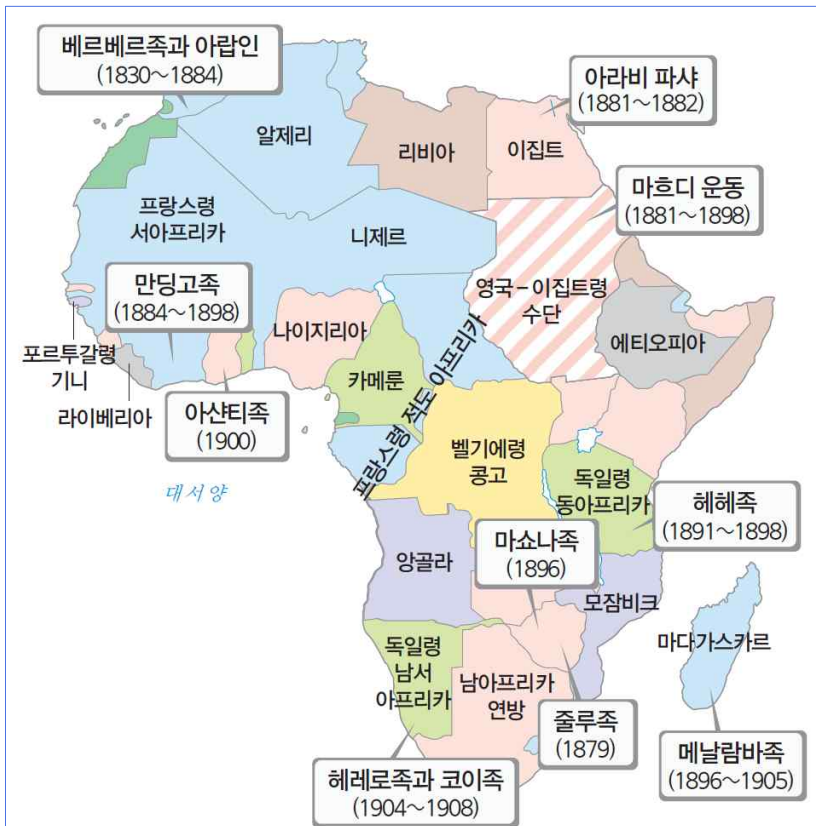 베르베르족과 아랍인
(1830~1884)
아라비 파샤
(1881~1882)
알제리
리비아
이집트
마흐디 운동
(1881~1898)
프랑스령
서아프리카
니제르
만딩고족
(1884~1898)
영국-이집트령
수단
나이지리아
에티오피아
포르투갈령
기니
카메룬
라이베리아
아샨티족
(1900)
프랑스령 적도 아프리카
벨기에령
콩고
대서양
독일령
동아프리카
헤헤족
(1891~1898)
마쇼나족
(1896)
앙골라
모잠비크
마다가스카르
독일령
남서
아프리카
남아프리카
연방
줄루족
(1879)
메날람바족
(1896~1905)
헤레로족과 코이족
(1904~1908)